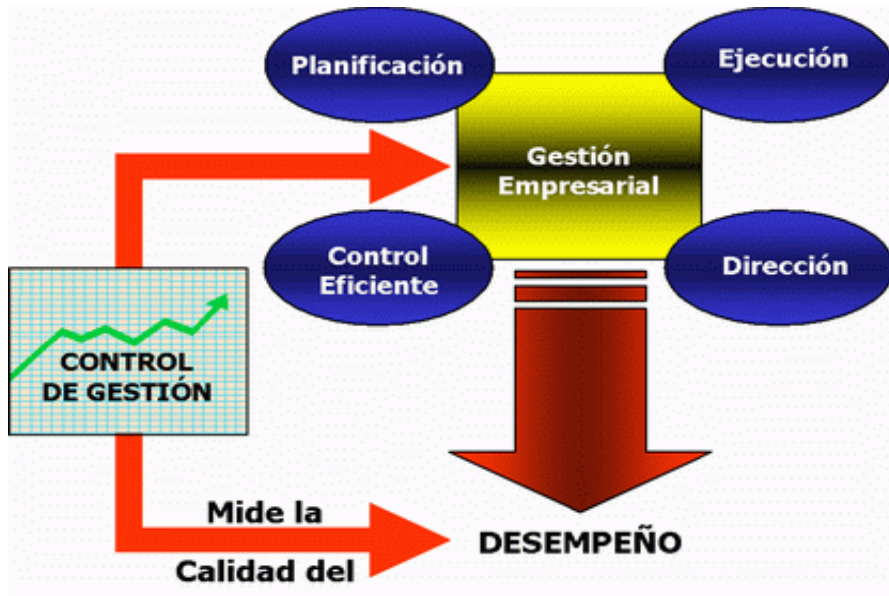 Planificación
Ejecución
Gestión
Empresarial
Control
Eficiente
Dirección
CONTROL
DE GESTIÓN
Mide la
Calidad del
DESEMPEÑO